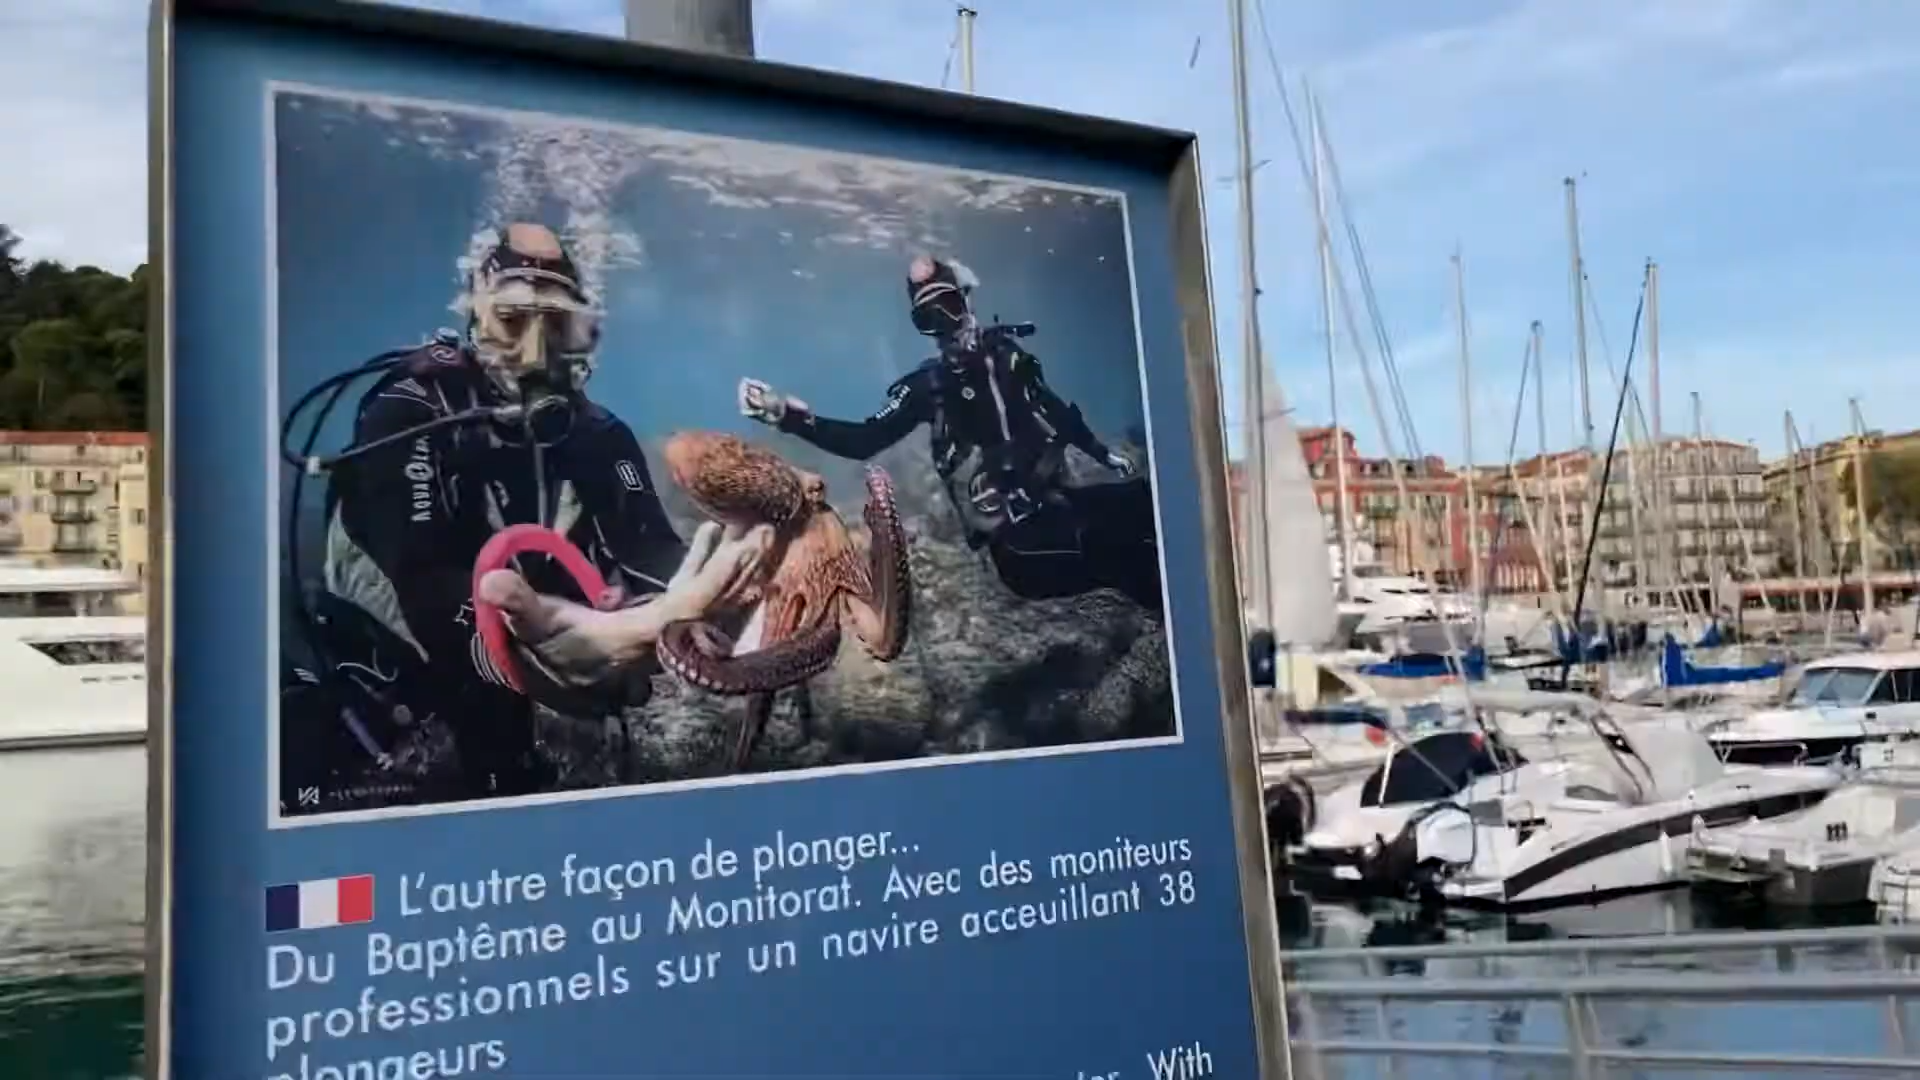 AQUALUNG
L'autre façon de plonger...
Du Baptême au Monitorat. Avec des moniteurs
professionnels sur un navire acceuillant 38
plongeurs
With